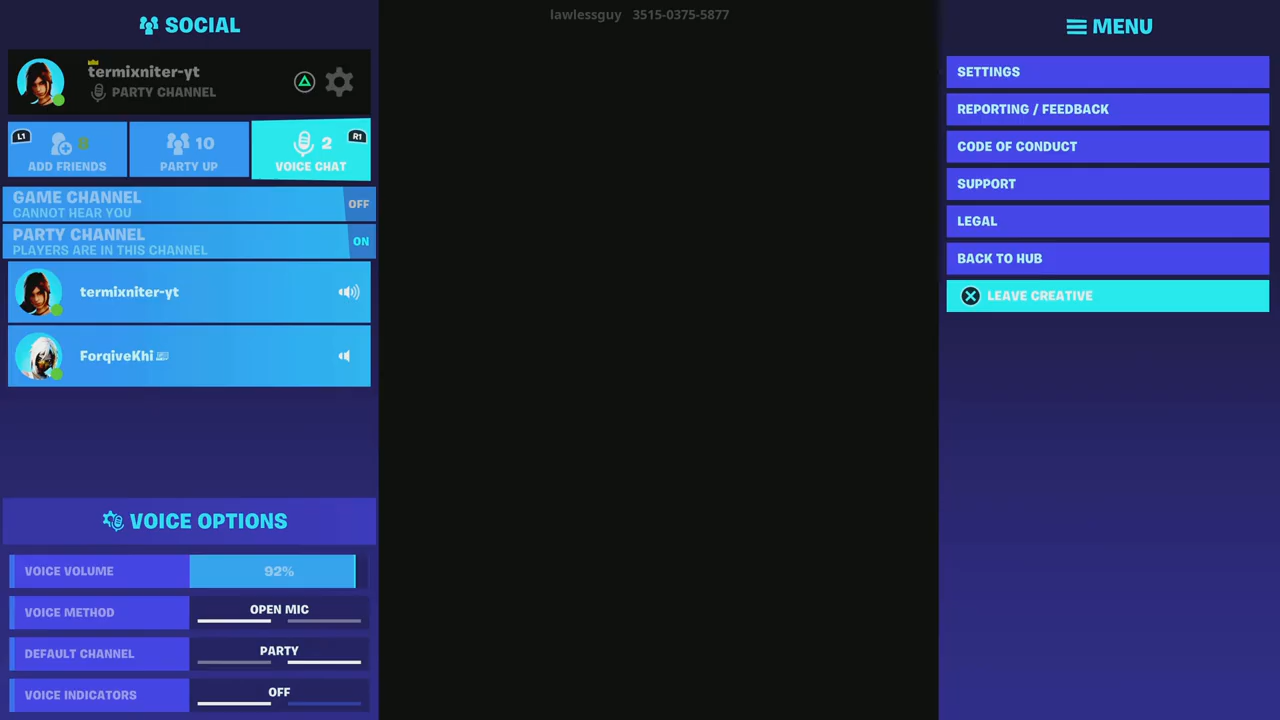 SOCIAL
termixniter-yt
PARTY CHANNEL
L1
8
ADD FRIENDS
10
PARTY UP
2
R1
VOICE CHAT
GAME CHANNEL
CANNOT HEAR YOU
OFF
PARTY CHANNEL
PLAYERS ARE IN THIS CHANNEL
ON
termixniter-yt
ForqiveKhi
VOICE OPTIONS
VOICE VOLUME
92%
VOICE METHOD
OPEN MIC
DEFAULT CHANNEL
PARTY
VOICE INDICATORS
OFF
lawlessguy 3515-0375-5877
MENU
SETTINGS
REPORTING / FEEDBACK
CODE OF CONDUCT
SUPPORT
LEGAL
BACK TO HUB
LEAVE CREATIVE